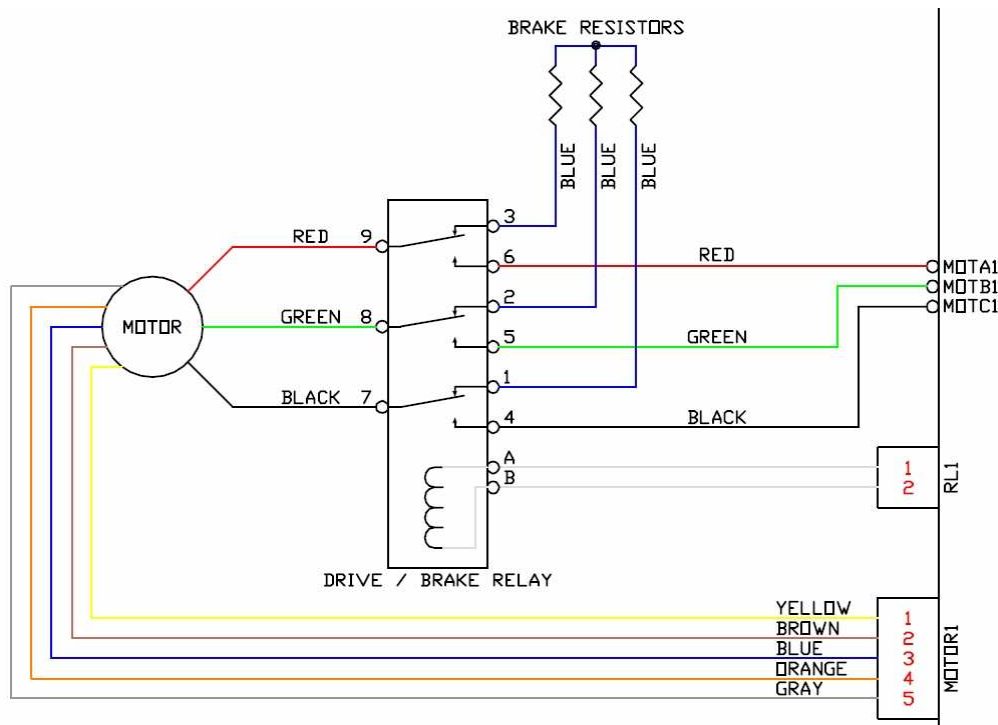 BRAKE RESISTORS
BLUE
BLUE
BLUE
3
RED 9
6
RED
MOTA1
MOTB1
2
MOTC1
MOTOR
GREEN 8
5
GREEN
1
BLACK 7
4
BLACK
A
B
1
2
RL1
DRIVE / BRAKE RELAY
YELLOW 1
BROWN 2
BLUE 3
ORANGE 4
GRAY 5
MOTOR1